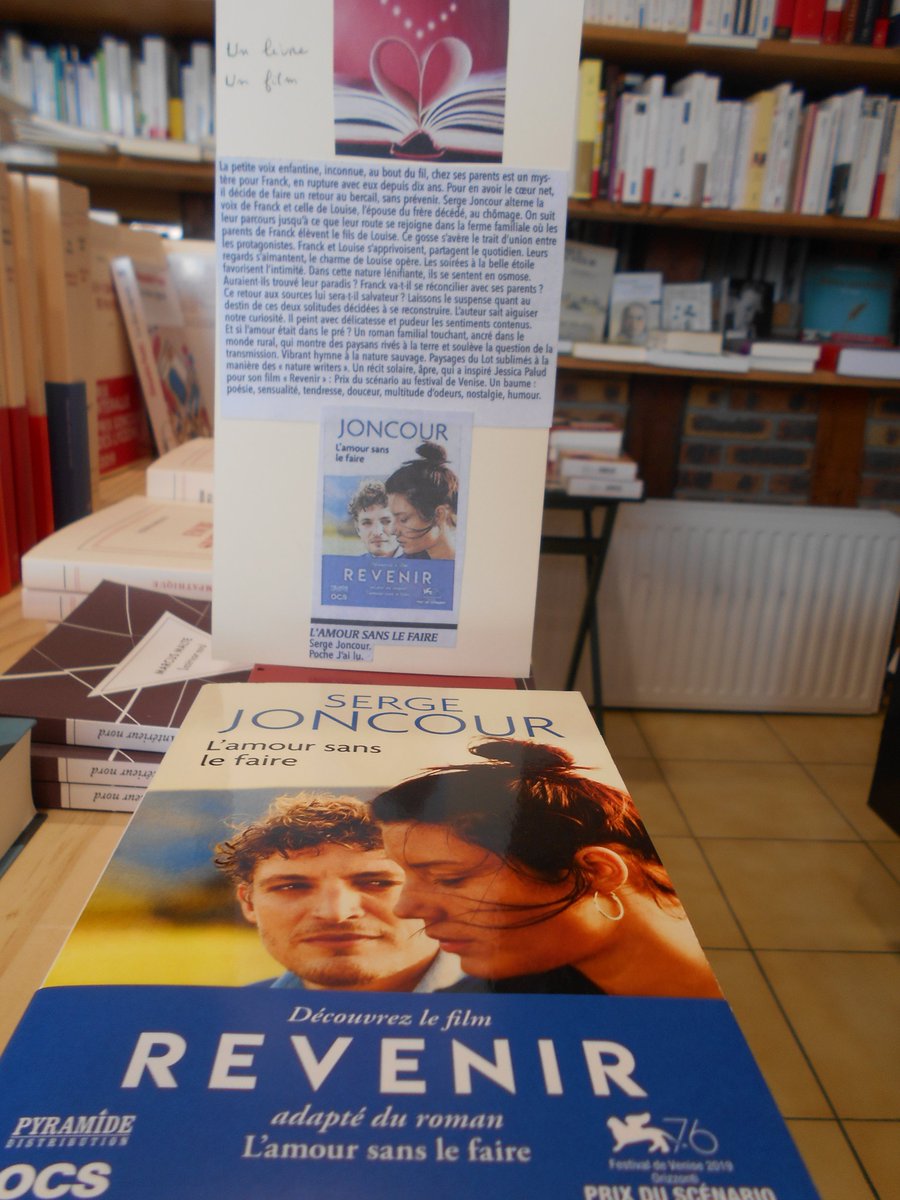 Un livre
Un film
La petite voix enfantine, inconnue, au bout du fil, chez ses parents est un mys-
tère pour Franck, en rupture avec eux depuis dix ans. Pour en avoir le cœur net,
il décide de faire un retour au bercail, sans prévenir. Serge Joncour alterne la
voix de Franck et celle de Louise, l'épouse du frère décédé, au chômage. On suit
leur parcours jusqu'à ce que leur route se rejoigne dans la ferme familiale où les
parents de Franck élèvent le fils de Louise. Ce gosse s'avère le trait d'union entre
les protagonistes. Franck et Louise s'apprivoisent, partagent le quotidien. Leurs
regards s'aimantent, le charme de Louise opère. Les soirées à la belle étoile
favorisent l'intimité. Dans cette nature lénifiante, ils se sentent en osmose.
Auraient-ils trouvé leur paradis ? Franck va-t-il se réconcilier avec ses parents ?
Ce retour aux sources lui sera-t-il salvateur ? Laissons le suspense quant au
destin de ces deux solitudes décidées à se reconstruire. L'auteur sait aiguiser
notre curiosité. Il peint avec délicatesse et pudeur les sentiments contenus.
Et si l'amour était dans le pré ? Un roman familial touchant, ancré dans le
monde rural, qui montre des paysans rivés à la terre et soulève la question de la
transmission. Vibrant hymne à la nature sauvage. Paysages du Lot sublimés à la
manière des « nature writers ». Un récit solaire, âpre, qui a inspiré Jessica Palud
pour son film « Revenir » : Prix du scénario au festival de Venise. Un baume :
poésie, sensualité, tendresse, douceur, multitude d'odeurs, nostalgie, humour.
JONCOUR
L'amour sans
le faire
REVENIR
OCS
L'AMOUR SANS LE FAIRE
Serge Joncour.
Poche J'ai lu.
MARCUS MALTE
intérieur nord
intérieur nord
intérieur nord
SERGE
JONCOUR
L'amour sans
le faire
Découvrez le film
REVENIR
adapté du roman
L'amour sans le faire
PYRAMIDE
DISTRIBUTION
OCS
76
Festival de Venise 2019
Orizzonti
PRIX DU SCÉNARIO